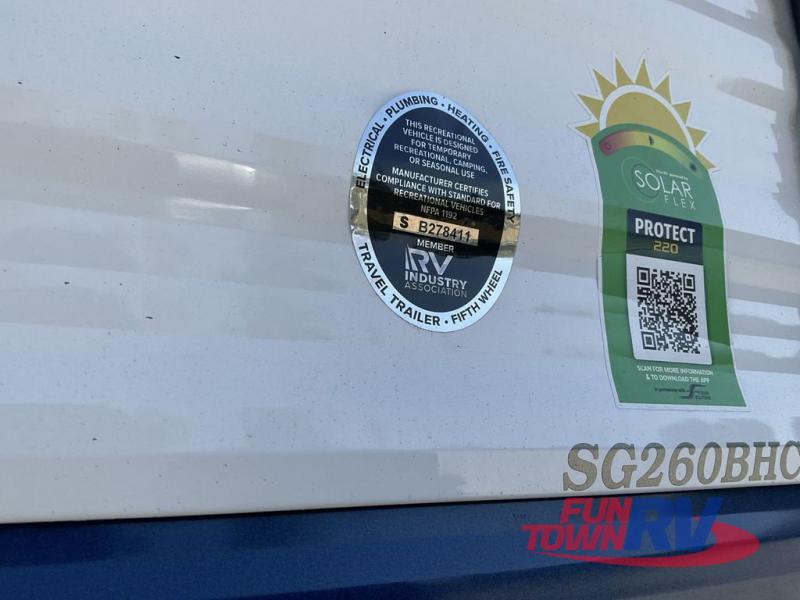 ELECTRICAL • PLUMBING • HEATING • FIRE SAFETY
THIS RECREATIONAL
VEHICLE IS DESIGNED
FOR TEMPORARY
RECREATIONAL, CAMPING,
OR SEASONAL USE
MANUFACTURER CERTIFIES
COMPLIANCE WITH STANDARD FOR
RECREATIONAL VEHICLES
NFPA 1192
S B278411
MEMBER
RV
INDUSTRY
ASSOCIATION
TRAVEL TRAILER • FIFTH WHEEL
SOLAR
FLEX
PROTECT
220
SCAN FOR MORE INFORMATION
& TO DOWNLOAD THE APP
SG260BHC
FUN
TOWN RV